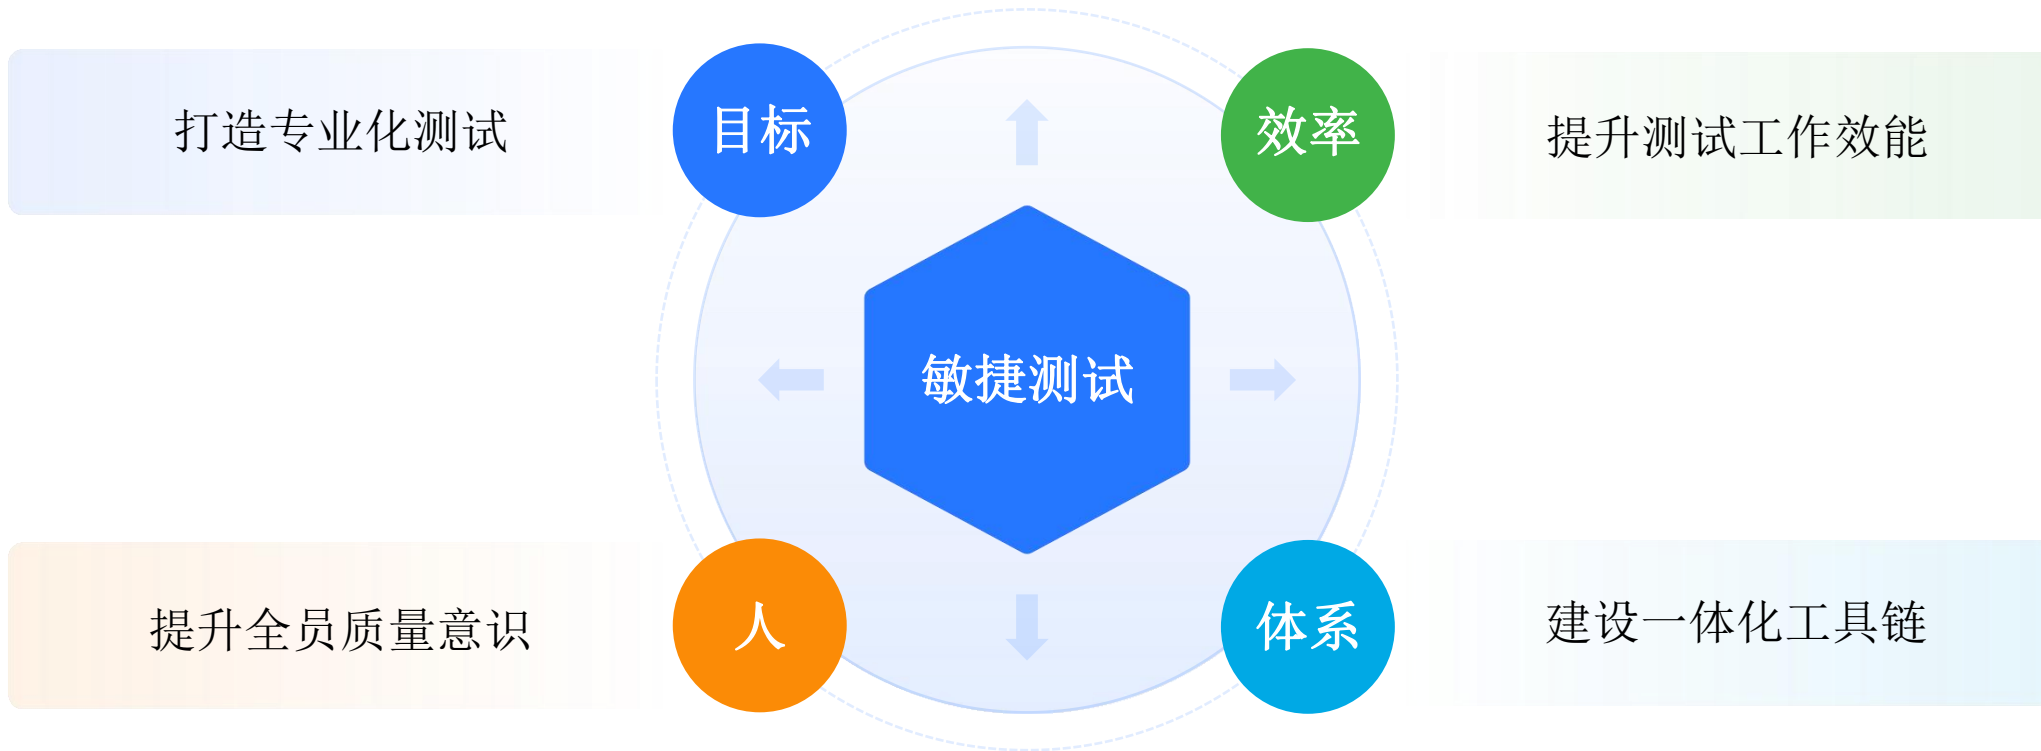 打造专业化测试
目标
效率
提升测试工作效能
敏捷测试
提升全员质量意识
人
体系
建设一体化工具链